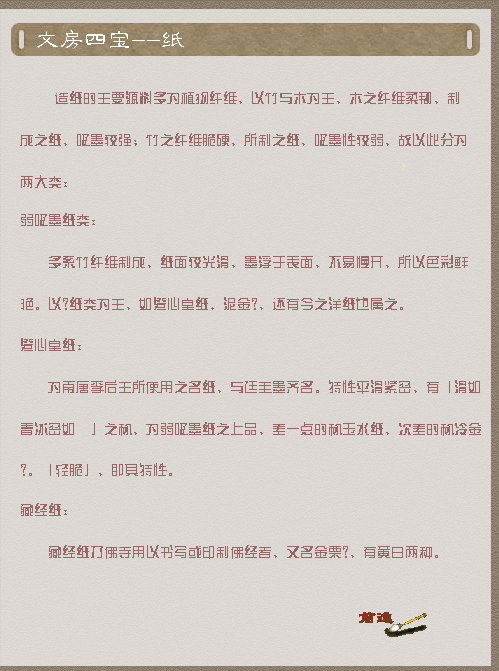 文房四宝--纸
造纸的主要原料多为植物纤维、以竹与木为主、木之纤维柔韧、制
成之纸、吸墨较强；竹之纤维脆硬、所制之纸、吸墨性较弱、故以此分为
两大类：
弱吸墨纸类：
多系竹纤维制成、纸面较光滑、墨浮于表面、不易慢开、所以色冠鲜
艳。以?纸类为主、如澄心堂纸．泥金?、还有今之洋纸也属之。
澄心堂纸：
为南唐李后主所使用之名纸、与廷圭墨齐名。特性平滑紧密、有「滑如
春冰密如 」之称、为弱吸墨纸之上品、差一点的称玉水纸、次差的称冷金
?。「轻脆」、即其特性。
藏经纸：
藏经纸乃佛寺用以书写或印制佛经者、又名金栗?、有黄白两种。